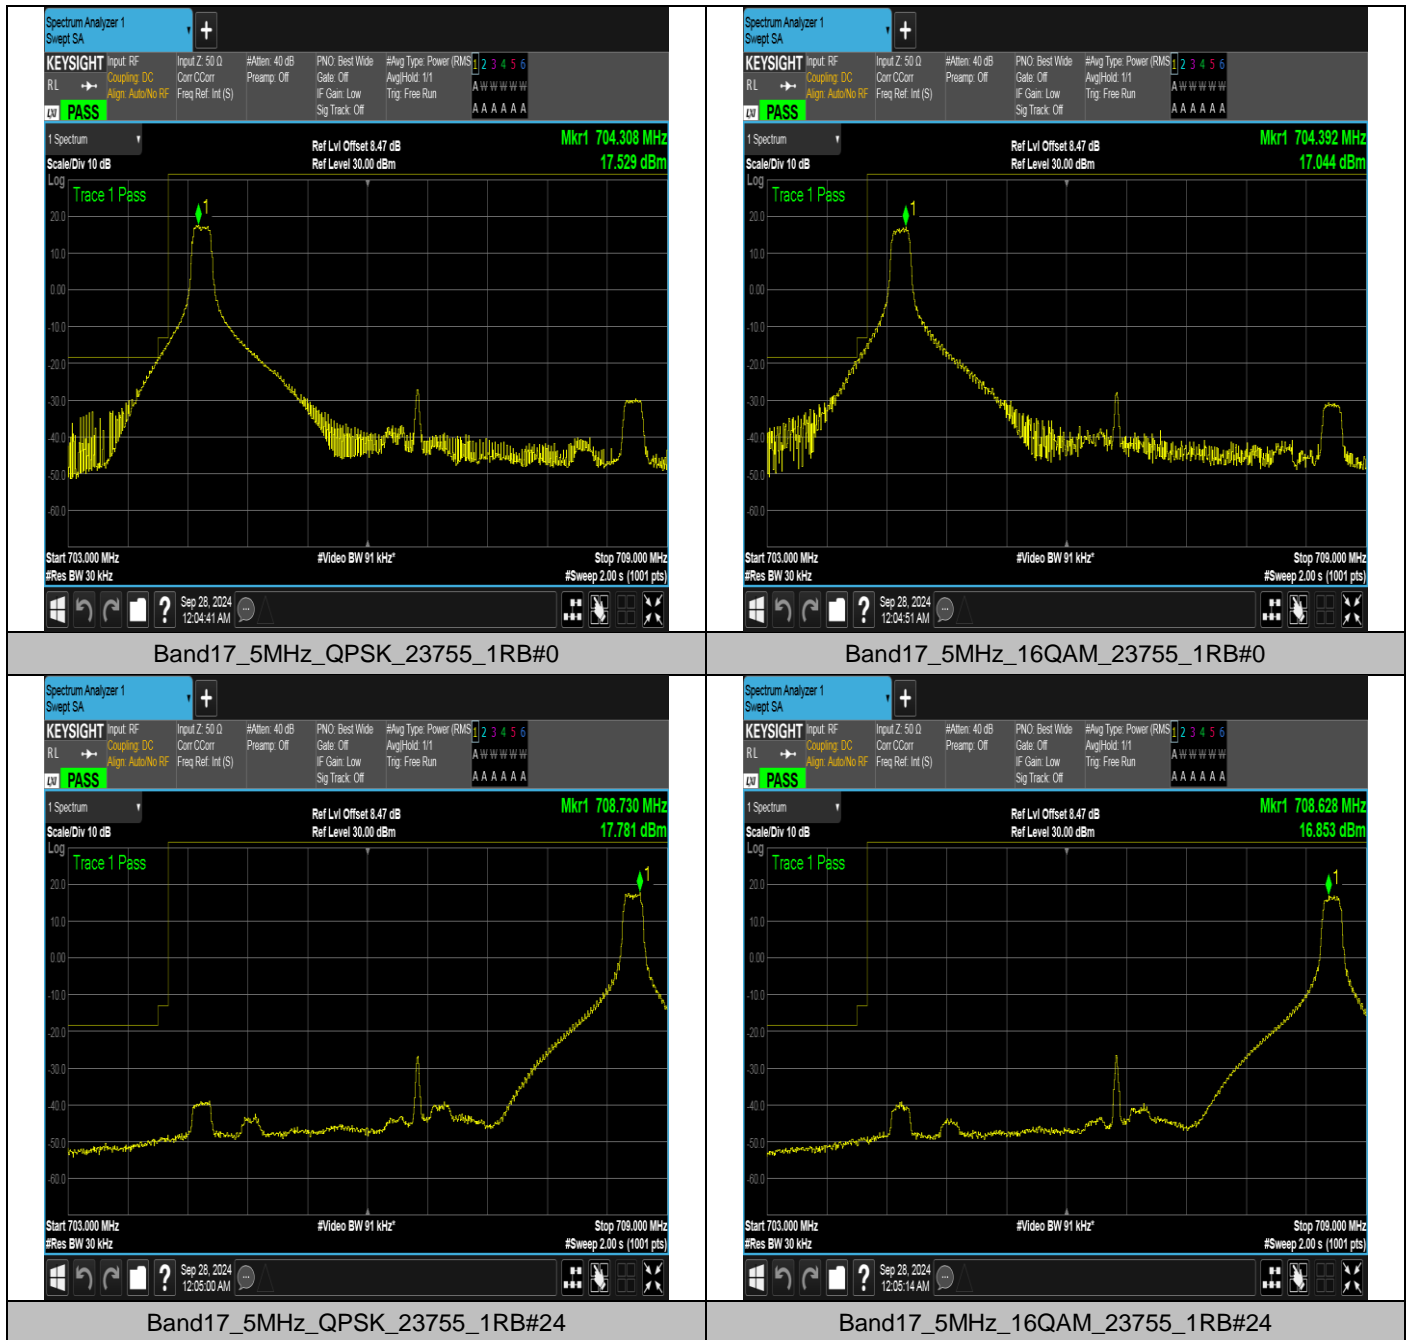 Spectrum Analyzer 1
Swept SA
+
KEYSIGHT
RL
LXI PASS
Input: RF
Coupling: DC
Align: Auto/No RF
Input Z: 50 Ω
Corr CCorr
Freq Ref: Int (S)
#Atten: 40 dB
Preamp: Off
PNO: Best Wide
Gate: Off
IF Gain: Low
Sig Track: Off
#Avg Type: Power (RMS
Avg|Hold: 1/1
Trig: Free Run
1 2 3 4 5 6
A W W W W W
A A A A A A
1 Spectrum
Scale/Div 10 dB
Ref Lvl Offset 8.47 dB
Ref Level 30.00 dBm
Mkr1 704.308 MHz
17.529 dBm
Log
Trace 1 Pass
1
20.0
10.0
0.00
-10.0
-20.0
-30.0
-40.0
-50.0
-60.0
Start 703.000 MHz
#Res BW 30 kHz
#Video BW 91 kHz*
Stop 709.000 MHz
#Sweep 2.00 s (1001 pts)
?
Sep 28, 2024
12:04:41 AM
Band17_5MHz_QPSK_23755_1RB#0
Spectrum Analyzer 1
Swept SA
+
KEYSIGHT
RL
LXI PASS
Input: RF
Coupling: DC
Align: Auto/No RF
Input Z: 50 Ω
Corr CCorr
Freq Ref: Int (S)
#Atten: 40 dB
Preamp: Off
PNO: Best Wide
Gate: Off
IF Gain: Low
Sig Track: Off
#Avg Type: Power (RMS
Avg|Hold: 1/1
Trig: Free Run
1 2 3 4 5 6
A W W W W W
A A A A A A
1 Spectrum
Scale/Div 10 dB
Ref Lvl Offset 8.47 dB
Ref Level 30.00 dBm
Mkr1 704.392 MHz
17.044 dBm
Log
Trace 1 Pass
1
20.0
10.0
0.00
-10.0
-20.0
-30.0
-40.0
-50.0
-60.0
Start 703.000 MHz
#Res BW 30 kHz
#Video BW 91 kHz*
Stop 709.000 MHz
#Sweep 2.00 s (1001 pts)
?
Sep 28, 2024
12:04:51 AM
Band17_5MHz_16QAM_23755_1RB#0
Spectrum Analyzer 1
Swept SA
+
KEYSIGHT
RL
LXI PASS
Input: RF
Coupling: DC
Align: Auto/No RF
Input Z: 50 Ω
Corr CCorr
Freq Ref: Int (S)
#Atten: 40 dB
Preamp: Off
PNO: Best Wide
Gate: Off
IF Gain: Low
Sig Track: Off
#Avg Type: Power (RMS
Avg|Hold: 1/1
Trig: Free Run
1 2 3 4 5 6
A W W W W W
A A A A A A
1 Spectrum
Scale/Div 10 dB
Ref Lvl Offset 8.47 dB
Ref Level 30.00 dBm
Mkr1 708.730 MHz
17.781 dBm
Log
Trace 1 Pass
1
20.0
10.0
0.00
-10.0
-20.0
-30.0
-40.0
-50.0
-60.0
Start 703.000 MHz
#Res BW 30 kHz
#Video BW 91 kHz*
Stop 709.000 MHz
#Sweep 2.00 s (1001 pts)
?
Sep 28, 2024
12:05:00 AM
Band17_5MHz_QPSK_23755_1RB#24
Spectrum Analyzer 1
Swept SA
+
KEYSIGHT
RL
LXI PASS
Input: RF
Coupling: DC
Align: Auto/No RF
Input Z: 50 Ω
Corr CCorr
Freq Ref: Int (S)
#Atten: 40 dB
Preamp: Off
PNO: Best Wide
Gate: Off
IF Gain: Low
Sig Track: Off
#Avg Type: Power (RMS
Avg|Hold: 1/1
Trig: Free Run
1 2 3 4 5 6
A W W W W W
A A A A A A
1 Spectrum
Scale/Div 10 dB
Ref Lvl Offset 8.47 dB
Ref Level 30.00 dBm
Mkr1 708.628 MHz
16.853 dBm
Log
Trace 1 Pass
1
20.0
10.0
0.00
-10.0
-20.0
-30.0
-40.0
-50.0
-60.0
Start 703.000 MHz
#Res BW 30 kHz
#Video BW 91 kHz*
Stop 709.000 MHz
#Sweep 2.00 s (1001 pts)
?
Sep 28, 2024
12:05:14 AM
Band17_5MHz_16QAM_23755_1RB#24